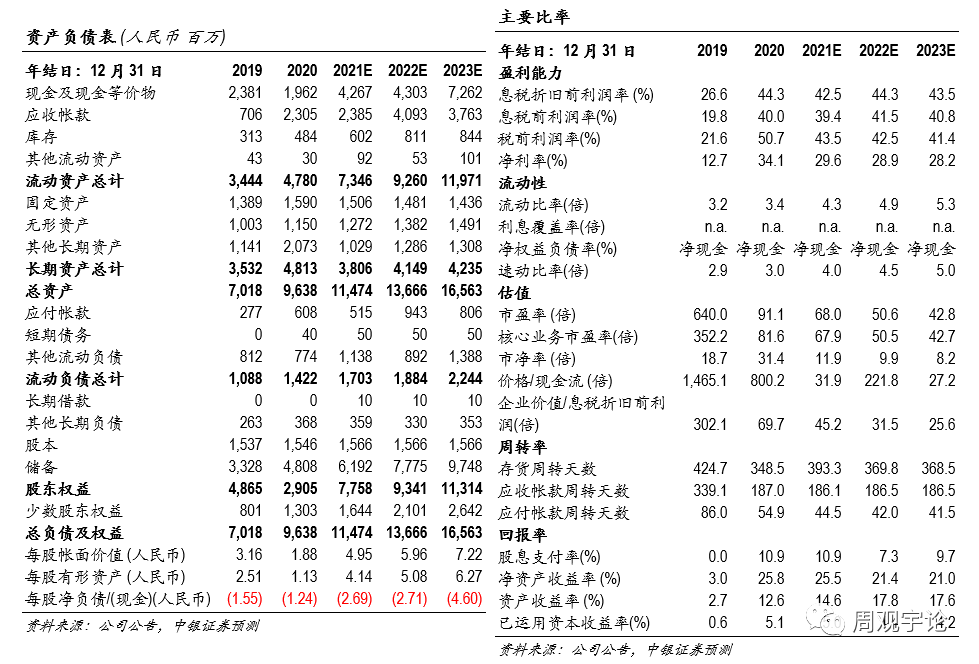 资产负债表 (人民币 百万)
年结日：12 月 31 日 2019 2020 2021E 2022E 2023E
现金及现金等价物 2,381 1,962 4,267 4,303 7,262
应收帐款 706 2,305 2,385 4,093 3,763
库存 313 484 602 811 844
其他流动资产 43 30 92 53 101
流动资产总计 3,444 4,780 7,346 9,260 11,971
固定资产 1,389 1,590 1,506 1,481 1,436
无形资产 1,003 1,150 1,272 1,382 1,491
其他长期资产 1,141 2,073 1,029 1,286 1,308
长期资产总计 3,532 4,813 3,806 4,149 4,235
总资产 7,018 9,638 11,474 13,666 16,563
应付帐款 277 608 515 943 806
短期债务 0 40 50 50 50
其他流动负债 812 774 1,138 892 1,388
流动负债总计 1,088 1,422 1,703 1,884 2,244
长期借款 0 0 10 10 10
其他长期负债 263 368 359 330 353
股本 1,537 1,546 1,566 1,566 1,566
储备 3,328 4,808 6,192 7,775 9,748
股东权益 4,865 2,905 7,758 9,341 11,314
少数股东权益 801 1,303 1,644 2,101 2,642
总负债及权益 7,018 9,638 11,474 13,666 16,563
每股帐面价值 (人民币) 3.16 1.88 4.95 5.96 7.22
每股有形资产 (人民币) 2.51 1.13 4.14 5.08 6.27
每股净负债/(现金)(人民币) (1.55) (1.24) (2.69) (2.71) (4.60)
资料来源：公司公告，中银证券预测
主要比率
年结日：12 月 31 日 2019 2020 2021E 2022E 2023E
盈利能力
息税折旧前利润率 (%) 26.6 44.3 42.5 44.3 43.5
息税前利润率(%) 19.8 40.0 39.4 41.5 40.8
税前利润率(%) 21.6 50.7 43.5 42.5 41.4
净利率(%) 12.7 34.1 29.6 28.9 28.2
流动性
流动比率(倍) 3.2 3.4 4.3 4.9 5.3
利息覆盖率(倍) n.a. n.a. n.a. n.a. n.a.
净权益负债率(%) 净现金 净现金 净现金 净现金 净现金
速动比率(倍) 2.9 3.0 4.0 4.5 5.0
估值
市盈率 (倍) 640.0 91.1 68.0 50.6 42.8
核心业务市盈率(倍) 352.2 81.6 67.9 50.5 42.7
市净率 (倍) 18.7 31.4 11.9 9.9 8.2
价格/现金流 (倍) 1,465.1 800.2 31.9 221.8 27.2
企业价值/息税折旧前利
润(倍) 302.1 69.7 45.2 31.5 25.6
周转率
存货周转天数 424.7 348.5 393.3 369.8 368.5
应收帐款周转天数 339.1 187.0 186.1 186.5 186.5
应付帐款周转天数 86.0 54.9 44.5 42.0 41.5
回报率
股息支付率(%) 0.0 10.9 10.9 7.3 9.7
净资产收益率 (%) 3.0 25.8 25.5 21.4 21.0
资产收益率 (%) 2.7 12.6 14.6 17.8 17.6
已运用资本收益率(%) 0.6 5.1
周观宇论
资料来源：公司公告，中银证券预测